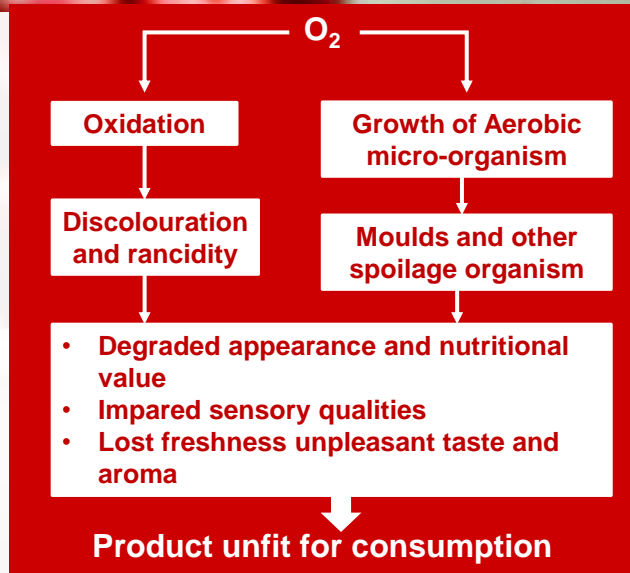 O₂
Oxidation
Growth of Aerobic
micro-organism
Discolouration
and rancidity
Moulds and other
spoilage organism
• Degraded appearance and nutritional
value
• Impared sensory qualities
• Lost freshness unpleasant taste and
aroma
Product unfit for consumption